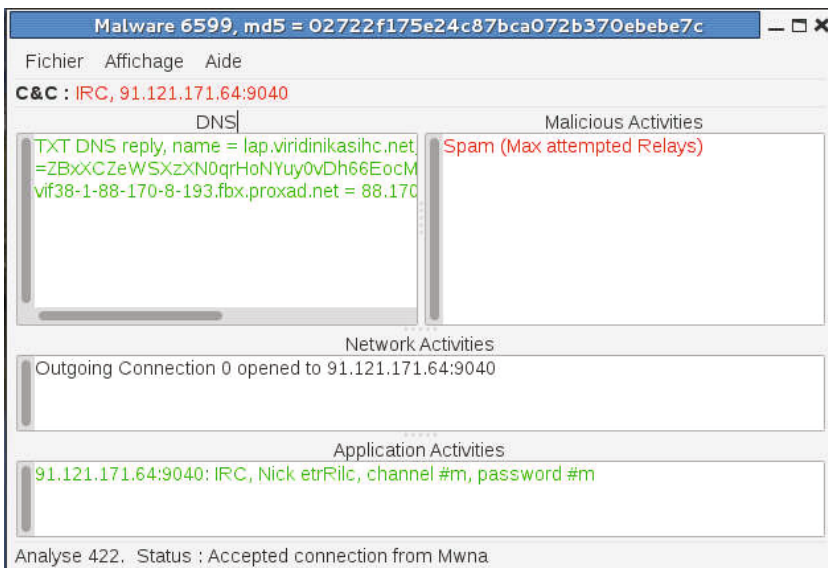 Malware 6599, md5 = 02722f175e24c87bca072b370ebebe7c
Fichier Affichage Aide
C&C : IRC, 91.121.171.64:9040
DNS
TXT DNS reply, name = lap.viridinikasihc.net
=ZBxXCZeWSXzXN0qrHoNYuy0vDh66EocM
vif38-1-88-170-8-193.fbx.proxad.net = 88.170
Malicious Activities
Spam (Max attempted Relays)
Network Activities
Outgoing Connection 0 opened to 91.121.171.64:9040
Application Activities
91.121.171.64:9040: IRC, Nick etrRilc, channel #m, password #m
Analyse 422. Status : Accepted connection from Mwna